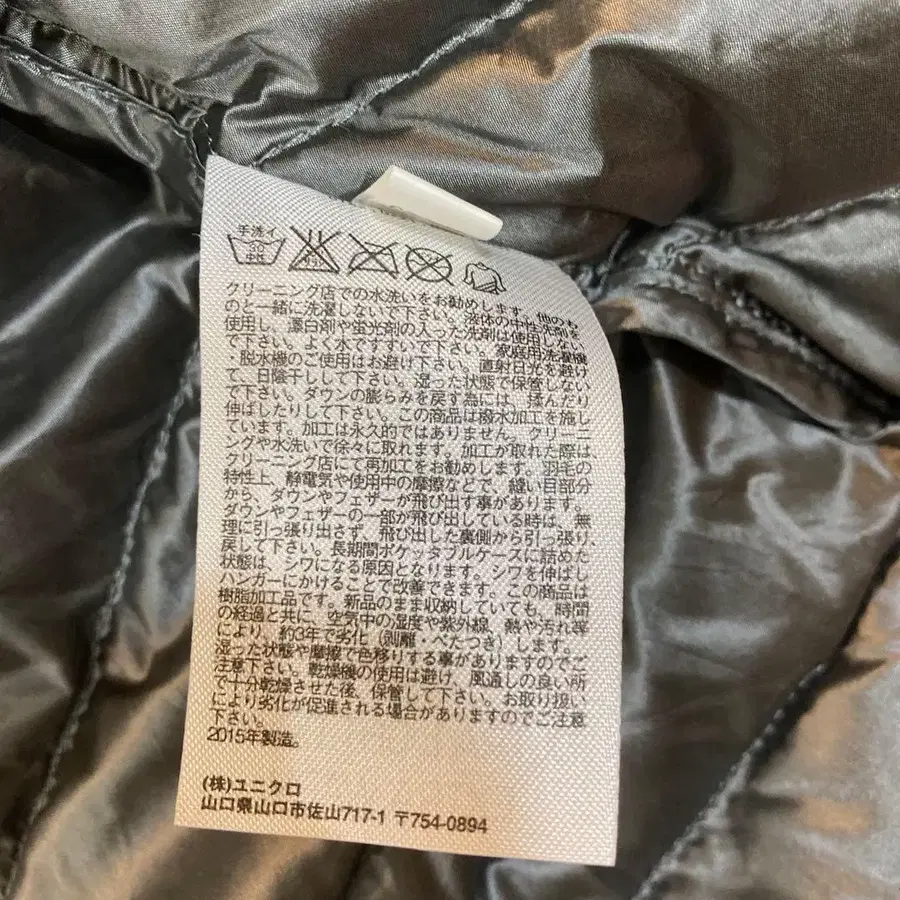 手洗イ
30
中性
クリーニング店での水洗いをお勧めします。他のも
のと一緒に洗濯しないで下さい。液体の中性洗剤を
使用し、漂白剤や蛍光剤の入った洗剤は使用しない
で下さい。よく水ですすいで下さい。家庭用洗濯機
・脱水機のご使用はお避け下さい。直射日光を避け
て、日陰干しして下さい。湿った状態で保管しない
で下さい。ダウンの膨らみを戻す為には、揉んだり
伸ばしたりして下さい。この商品は撥水加工を施し
ています。加工は永久的ではありません。クリーニ
ングや水洗いで徐々に取れます。加工が取れた際は、
クリーニング店にて再加工をお勧めします。羽毛の
特性上、静電気や使用中の摩擦などで、縫い目部分
から、ダウンやフェザーが飛び出す事があります。
ダウンやフェザーの一部が飛び出している時は、無
理に引っ張り出さず、飛び出した裏側から引っ張り、
戻して下さい。長期間ポケッタブルケースに詰めた
状態は、シワになる原因となります。シワを伸ばし
ハンガーにかけることで改善できます。この商品は
樹脂加工品です。新品のまま収納していても、時間
の経過と共に、空気中の湿度や紫外線、熱や汚れ等
により、約3年で劣化（剥離・べたつき）します。
湿った状態や摩擦で色移りする事がありますのでご
注意下さい。乾燥機の使用は避け、風通しの良い所
で十分乾燥させた後、保管して下さい。お取り扱い
により劣化が促進される場合がありますのでご注意
下さい。
2015年製造。
(株)ユニクロ
山口県山口市佐山717-1 〒754-0894